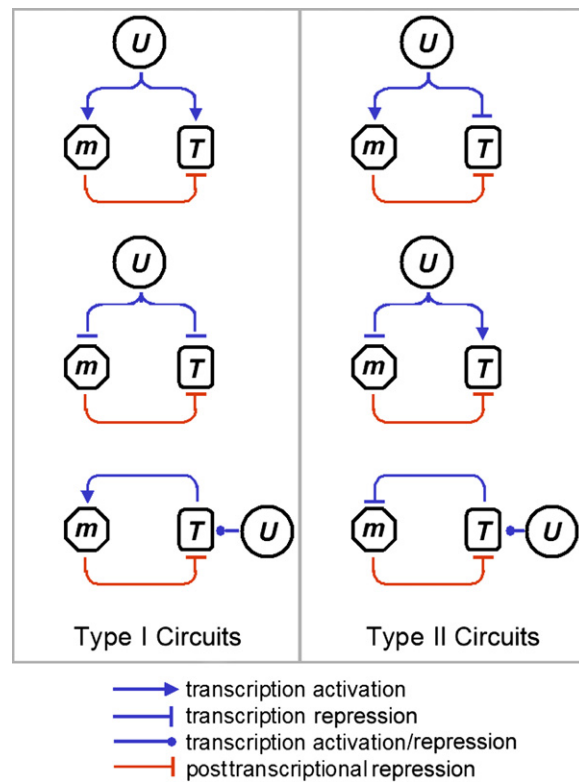 U
U
m
T
m
T
U
U
m
T
m
T
m
T
U
m
T
U
Type I Circuits
Type II Circuits
transcription activation
transcription repression
transcription activation/repression
posttranscriptional repression